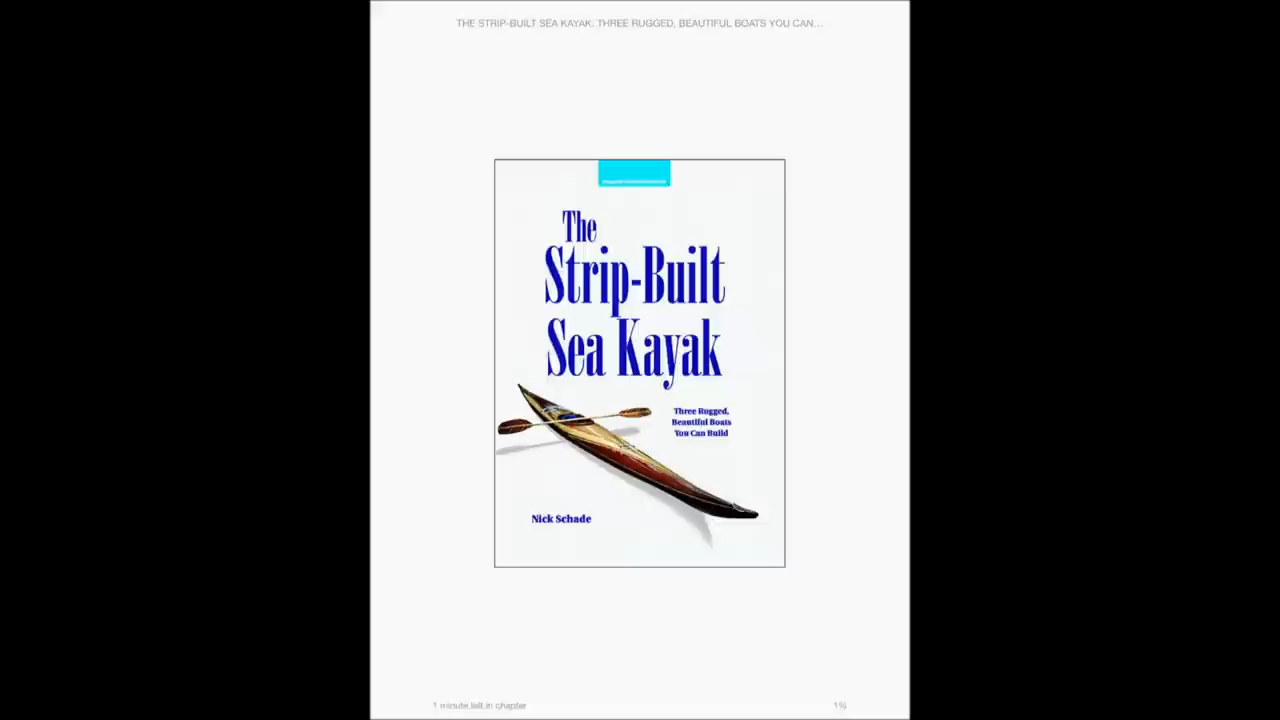 THE STRIP-BUILT SEA KAYAK: THREE RUGGED, BEAUTIFUL BOATS YOU CAN…
The
Strip-Built
Sea Kayak
Three Rugged,
Beautiful Boats
You Can Build
Nick Schade
1 minute left in chapter
1%